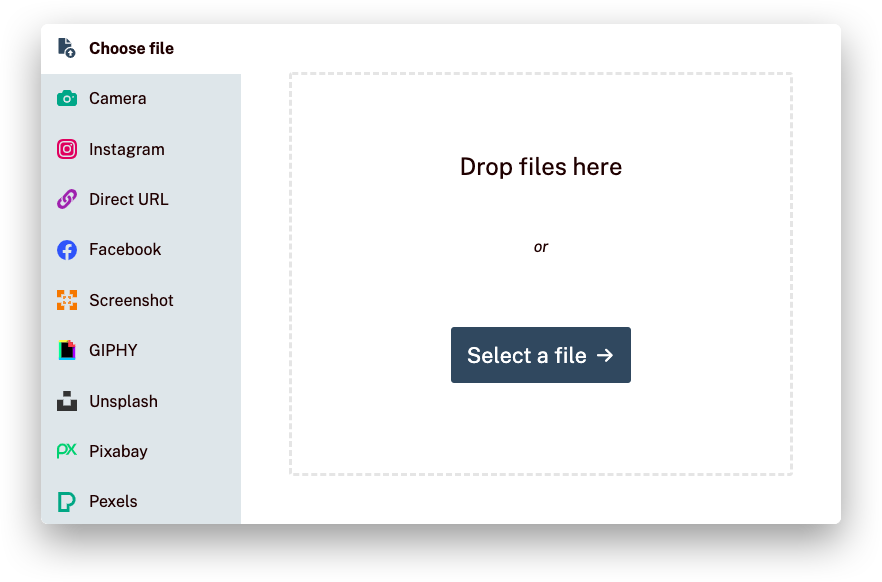 Choose file
Camera
Instagram
Direct URL
Facebook
Screenshot
GIPHY
Unsplash
Pixabay
Pexels
Drop files here
or
Select a file →